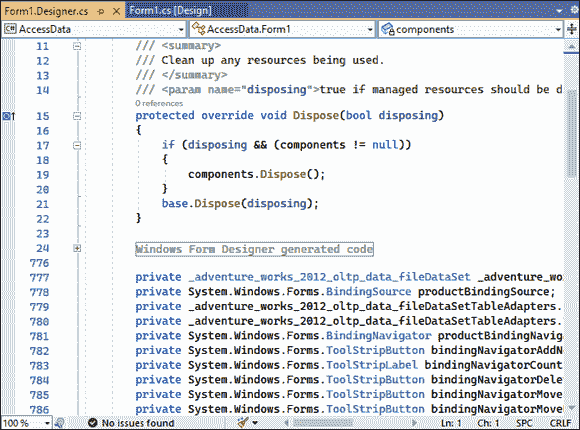 Form1.Designer.cs Form1.cs [Design]
C# AccessData AccessData.Form1 components
11 /// <summary>
12 /// Clean up any resources being used.
13 /// </summary>
14 /// <param name="disposing">true if managed resources should be d
0 references
15 protected override void Dispose(bool disposing)
16 {
17 if (disposing && (components != null))
18 {
19 components.Dispose();
20 }
21 base.Dispose(disposing);
22 }
23
24 Windows Form Designer generated code
776
777 private _adventure_works_2012_oltp_data_fileDataSet _adventure_wo
778 private System.Windows.Forms.BindingSource productBindingSource;
779 private _adventure_works_2012_oltp_data_fileDataSetTableAdapters.
780 private _adventure_works_2012_oltp_data_fileDataSetTableAdapters.
781 private System.Windows.Forms.BindingNavigator productBindingNavig
782 private System.Windows.Forms.ToolStripButton bindingNavigatorAddN
783 private System.Windows.Forms.ToolStripLabel bindingNavigatorCount
784 private System.Windows.Forms.ToolStripButton bindingNavigatorDele
785 private System.Windows.Forms.ToolStripButton bindingNavigatorMove
786 private System.Windows.Forms.ToolStripButton bindingNavigatorMove
100 % No issues found Ln: 1 Ch: 1 SPC CRLF